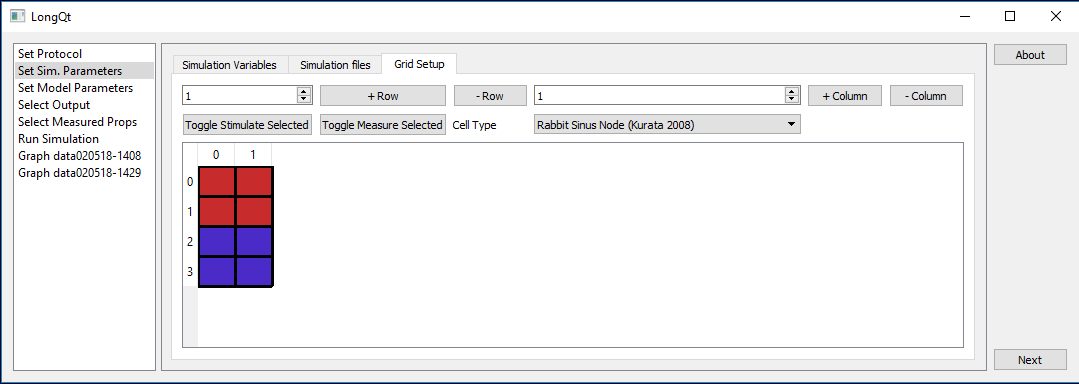 LongQt
Set Protocol
Set Sim. Parameters
Set Model Parameters
Select Output
Select Measured Props
Run Simulation
Graph data020518-1408
Graph data020518-1429
Simulation Variables
Simulation files
Grid Setup
1
+ Row
- Row
1
+ Column
- Column
Toggle Stimulate Selected
Toggle Measure Selected
Cell Type
Rabbit Sinus Node (Kurata 2008)
0 1
0
1
2
3
About
Next